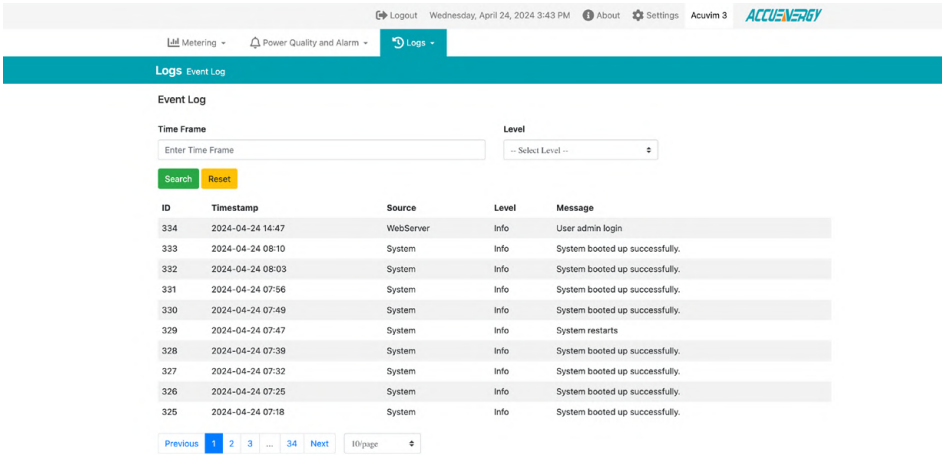 Logout Wednesday, April 24, 2024 3:43 PM About Settings Acuvim 3 ACCUENERGY
Metering Power Quality and Alarm Logs
Logs Event Log
Event Log
Time Frame Level
Enter Time Frame -- Select Level --
Search Reset
ID Timestamp Source Level Message
334 2024-04-24 14:47 WebServer Info User admin login
333 2024-04-24 08:10 System Info System booted up successfully.
332 2024-04-24 08:03 System Info System booted up successfully.
331 2024-04-24 07:56 System Info System booted up successfully.
330 2024-04-24 07:49 System Info System booted up successfully.
329 2024-04-24 07:47 System Info System restarts
328 2024-04-24 07:39 System Info System booted up successfully.
327 2024-04-24 07:32 System Info System booted up successfully.
326 2024-04-24 07:25 System Info System booted up successfully.
325 2024-04-24 07:18 System Info System booted up successfully.
Previous 1 2 3 ... 34 Next 10/page